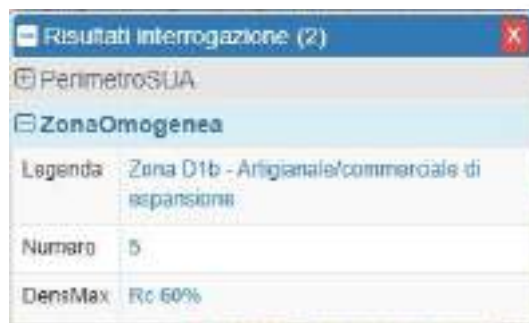 Risultati interrogazione (2) X
PerimetroSUA
ZonaOmogenea
Legenda Zona D1b - Artigianale/commerciale di
espansione
Numero 5
DensMax Rc 60%